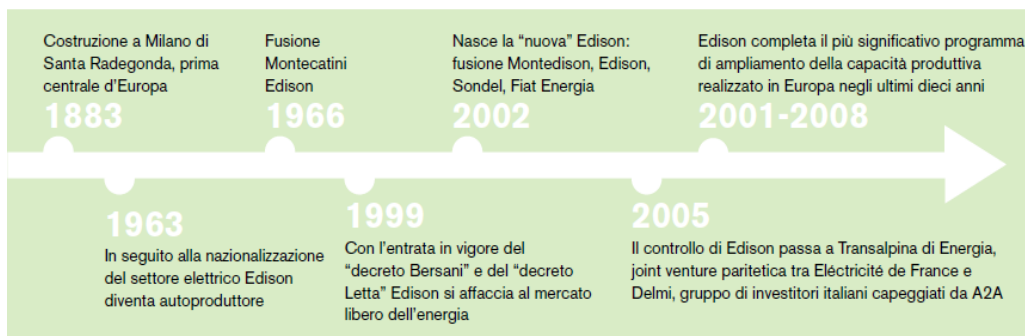 Costruzione a Milano di
Santa Radegonda, prima
centrale d'Europa
1883
Fusione
Montecatini
Edison
1966
Nasce la “nuova” Edison:
fusione Montedison, Edison,
Sondel, Fiat Energia
2002
Edison completa il più significativo programma
di ampliamento della capacità produttiva
realizzato in Europa negli ultimi dieci anni
2001-2008
1963
In seguito alla nazionalizzazione
del settore elettrico Edison
diventa autoproduttore
1999
Con l'entrata in vigore del
“decreto Bersani” e del “decreto
Letta” Edison si affaccia al mercato
libero dell'energia
2005
Il controllo di Edison passa a Transalpina di Energia,
joint venture paritetica tra Eléctricité de France e
Delmi, gruppo di investitori italiani capeggiati da A2A